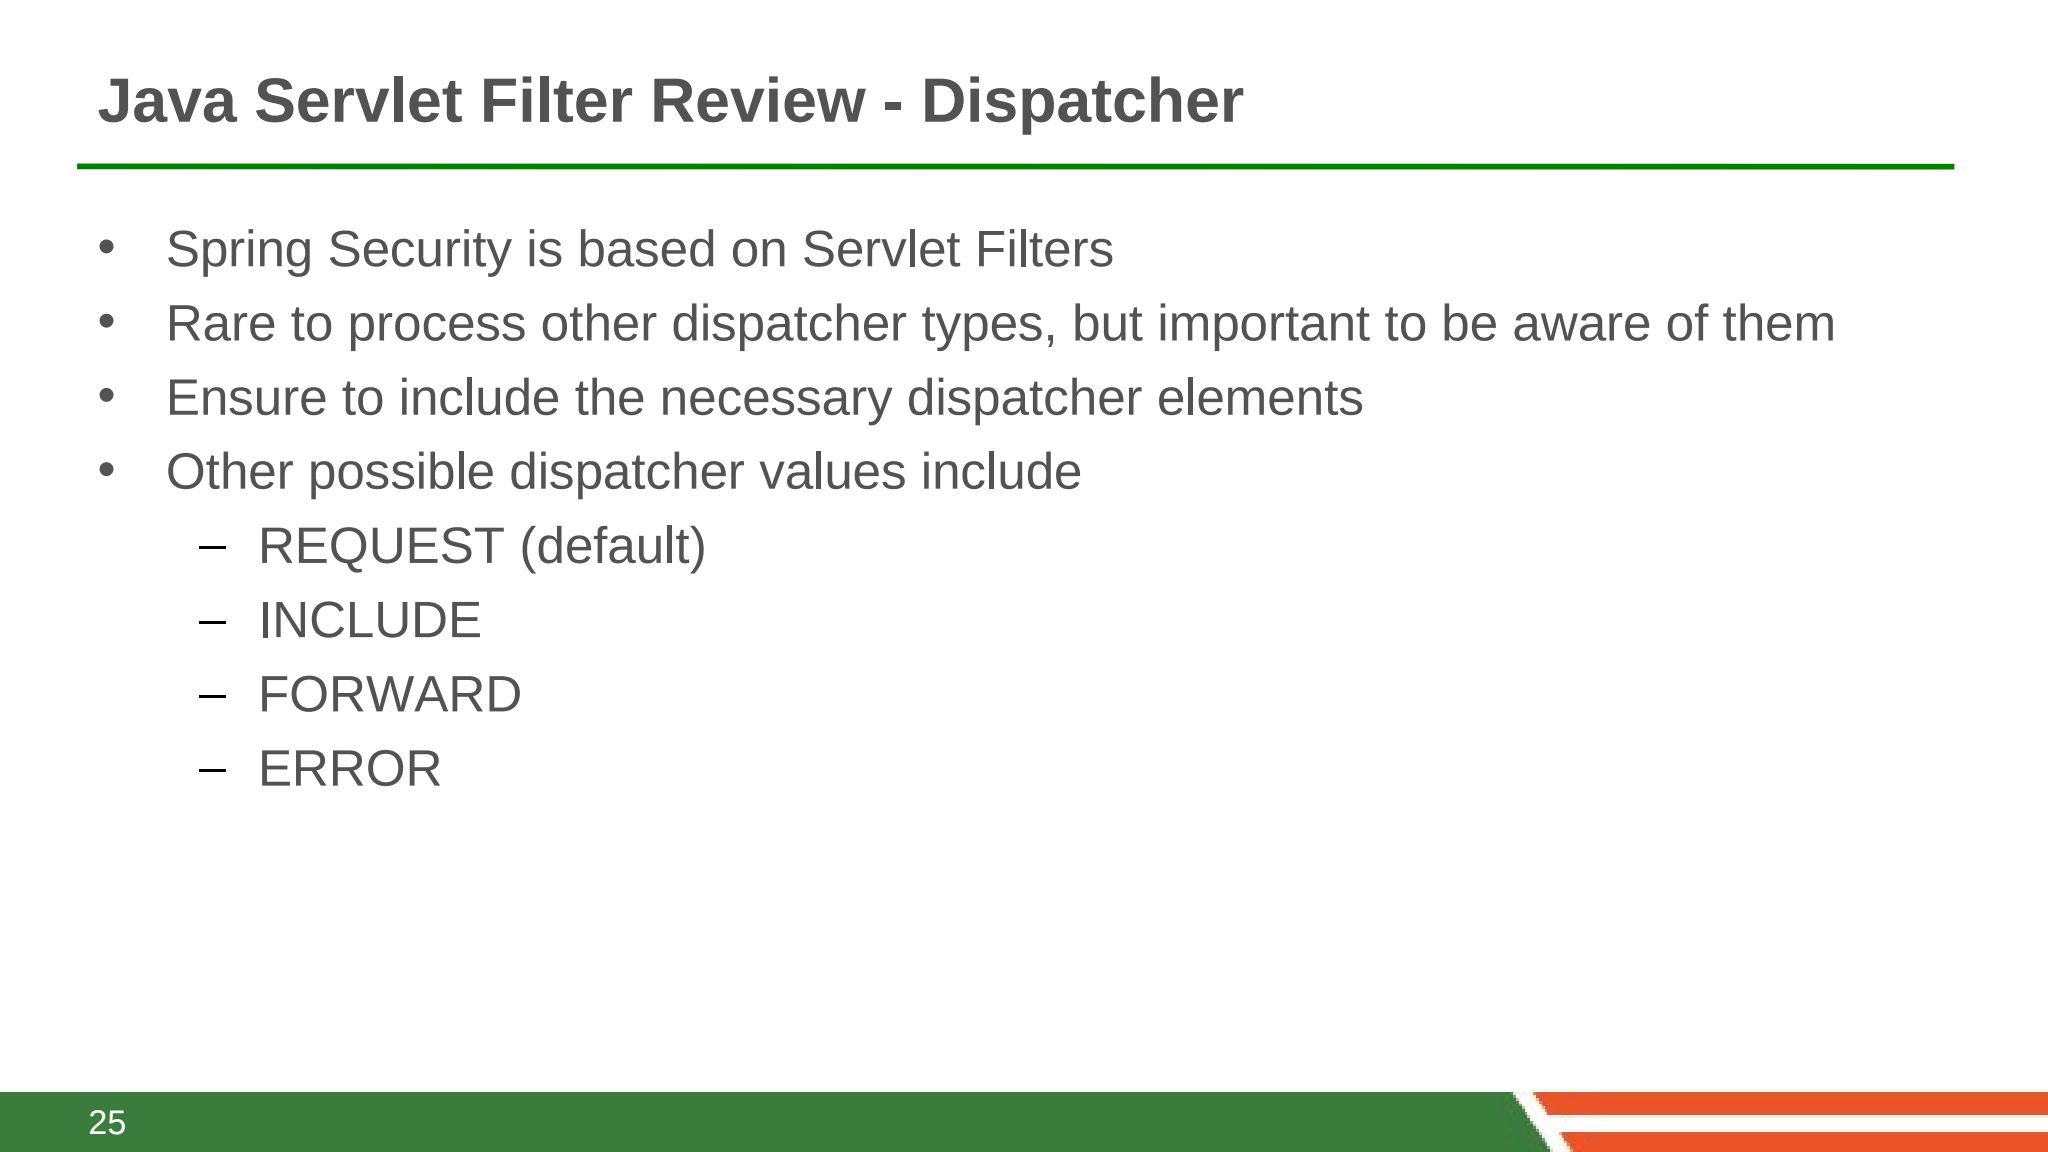 Java Servlet Filter Review - Dispatcher
• Spring Security is based on Servlet Filters
• Rare to process other dispatcher types, but important to be aware of them
• Ensure to include the necessary dispatcher elements
• Other possible dispatcher values include
– REQUEST (default)
– INCLUDE
– FORWARD
– ERROR
25